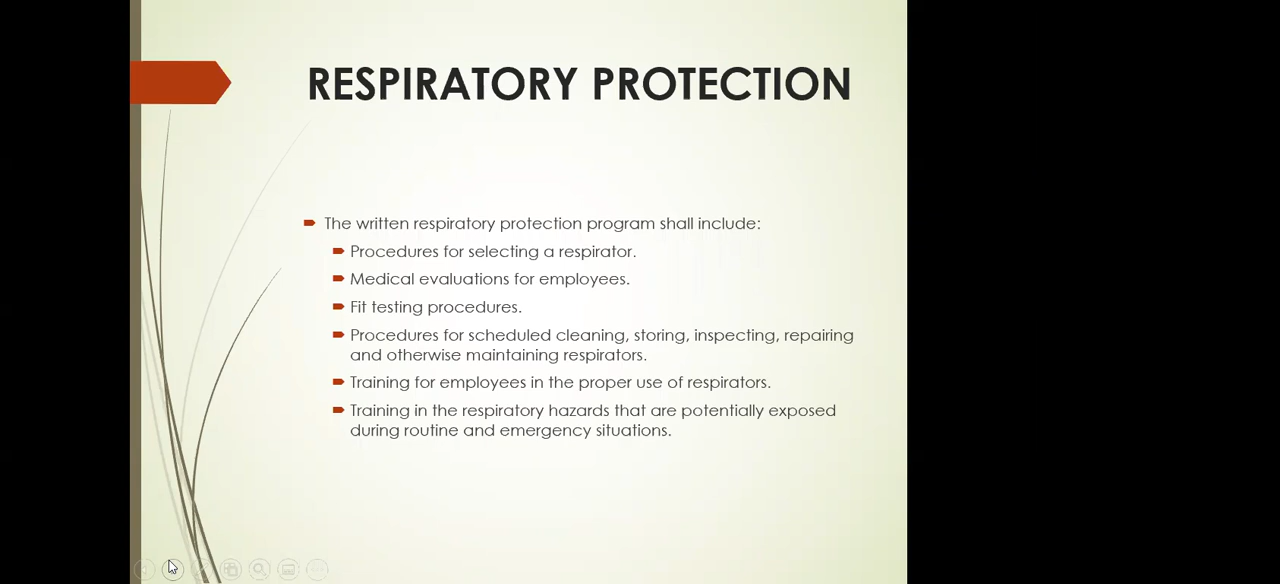 RESPIRATORY PROTECTION
The written respiratory protection program shall include:
Procedures for selecting a respirator.
Medical evaluations for employees.
Fit testing procedures.
Procedures for scheduled cleaning, storing, inspecting, repairing
and otherwise maintaining respirators.
Training for employees in the proper use of respirators.
Training in the respiratory hazards that are potentially exposed
during routine and emergency situations.